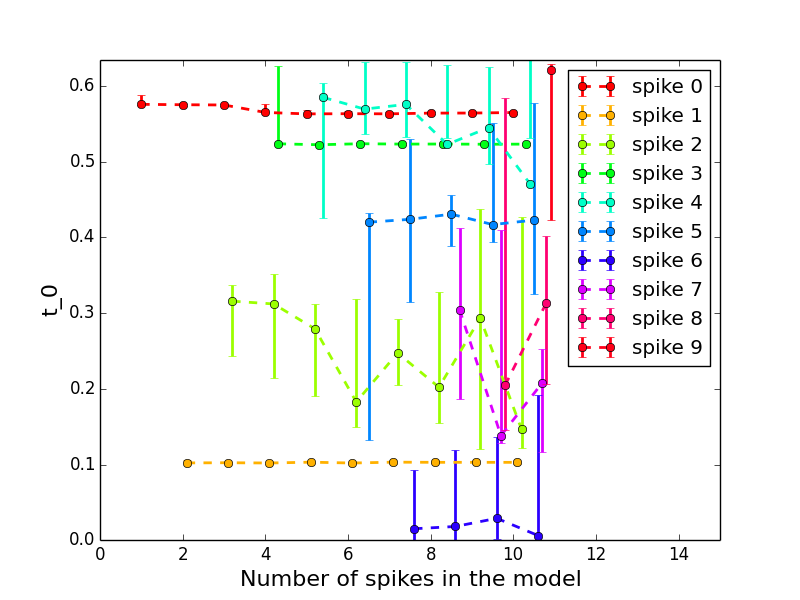 0.6
0.5
0.4
0.3
0.2
0.1
0.0
t_0
0 2 4 6 8 10 12 14
Number of spikes in the model
spike 0
spike 1
spike 2
spike 3
spike 4
spike 5
spike 6
spike 7
spike 8
spike 9